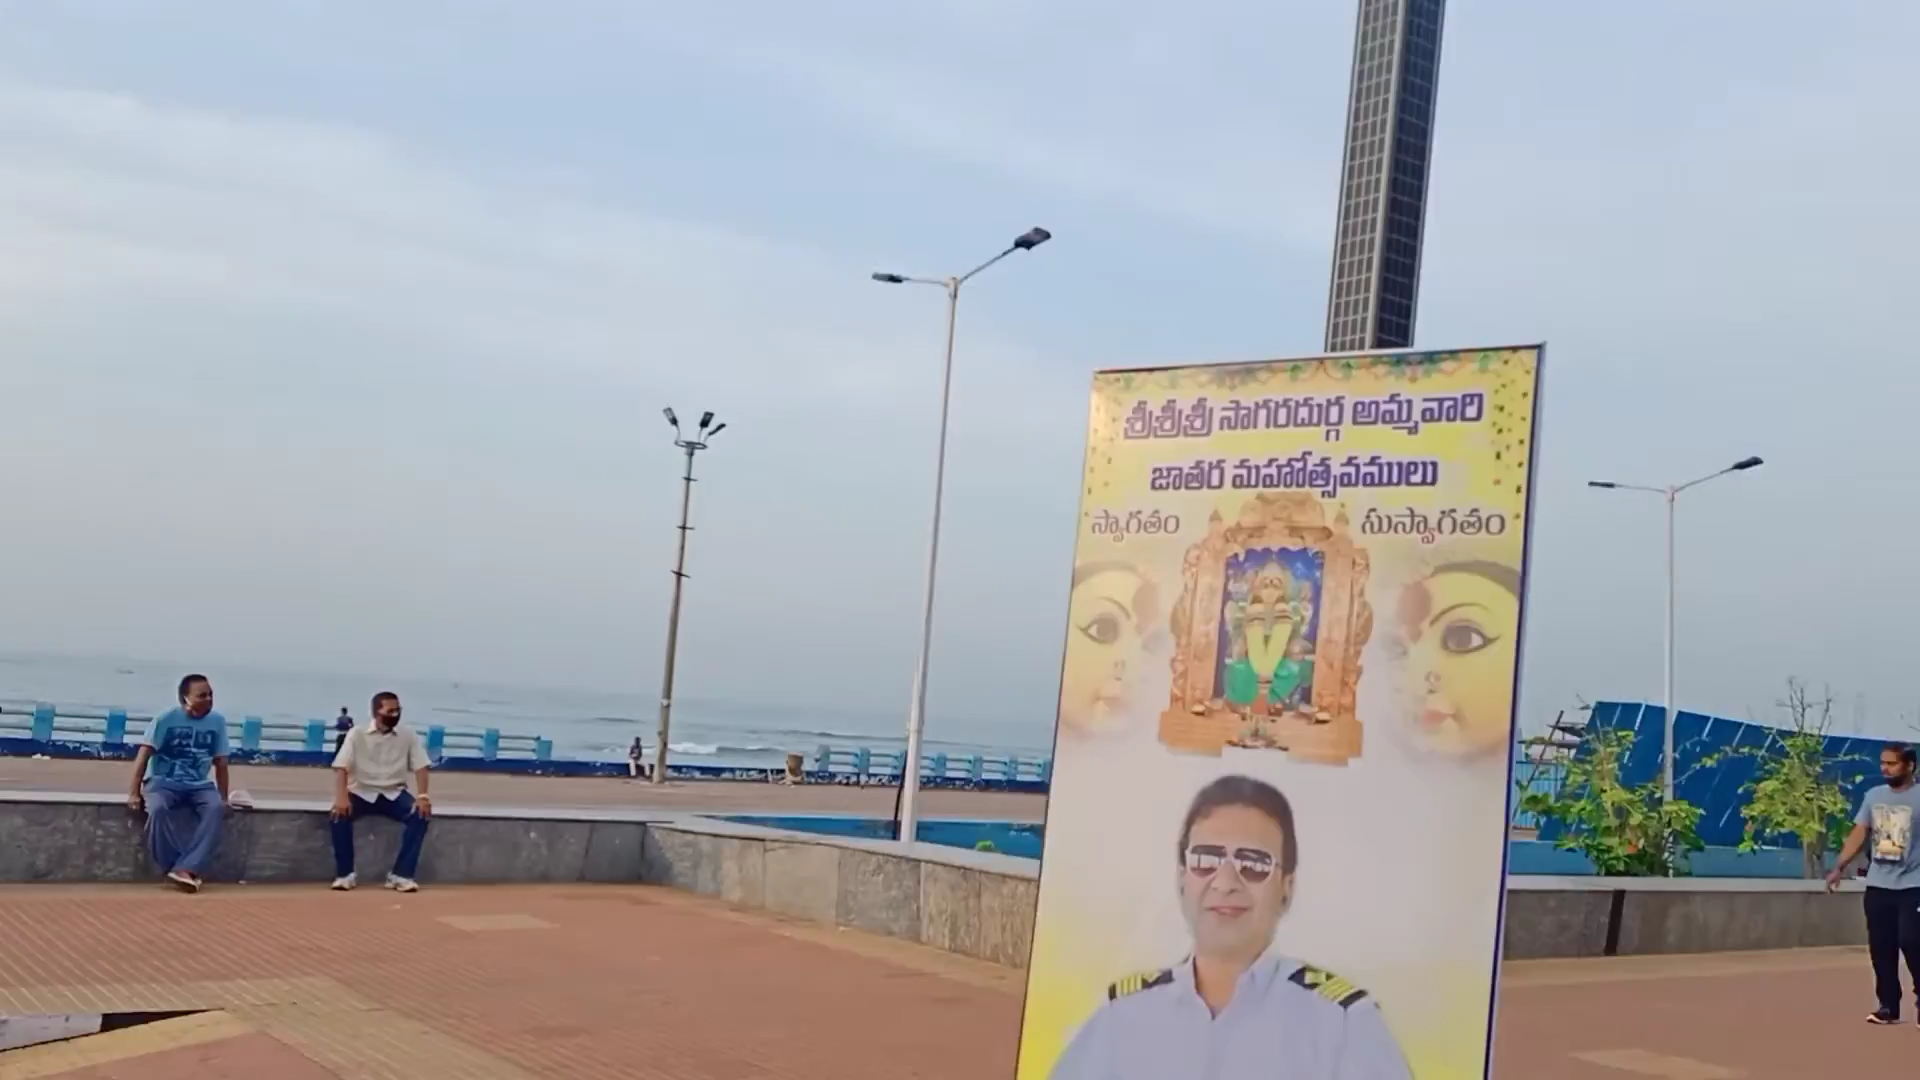 శ్రీశ్రీశ్రీ సాగరదుర్గ అమ్మవారి
జాతర మహోత్సవములు
స్వాగతం సుస్వాగతం